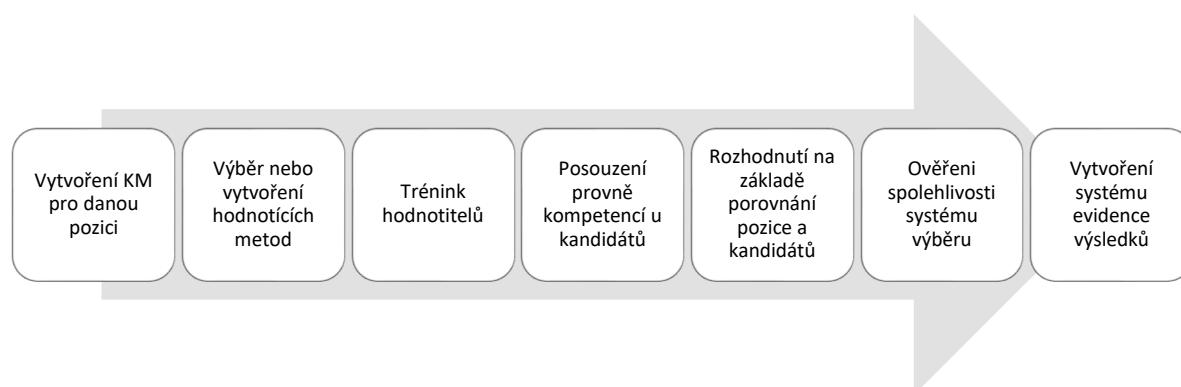 Vytvoření KM
pro danou
pozici
Výběr nebo
vytvoření
hodnotících
metod
Trénink
hodnotitelů
Posouzení
provně
kompetencí u
kandidátů
Rozhodnutí na
základě
porovnání
pozice a
kandidátů
Ověřeni
spolehlivosti
systému
výběru
Vytvoření
systému
evidence
výsledků